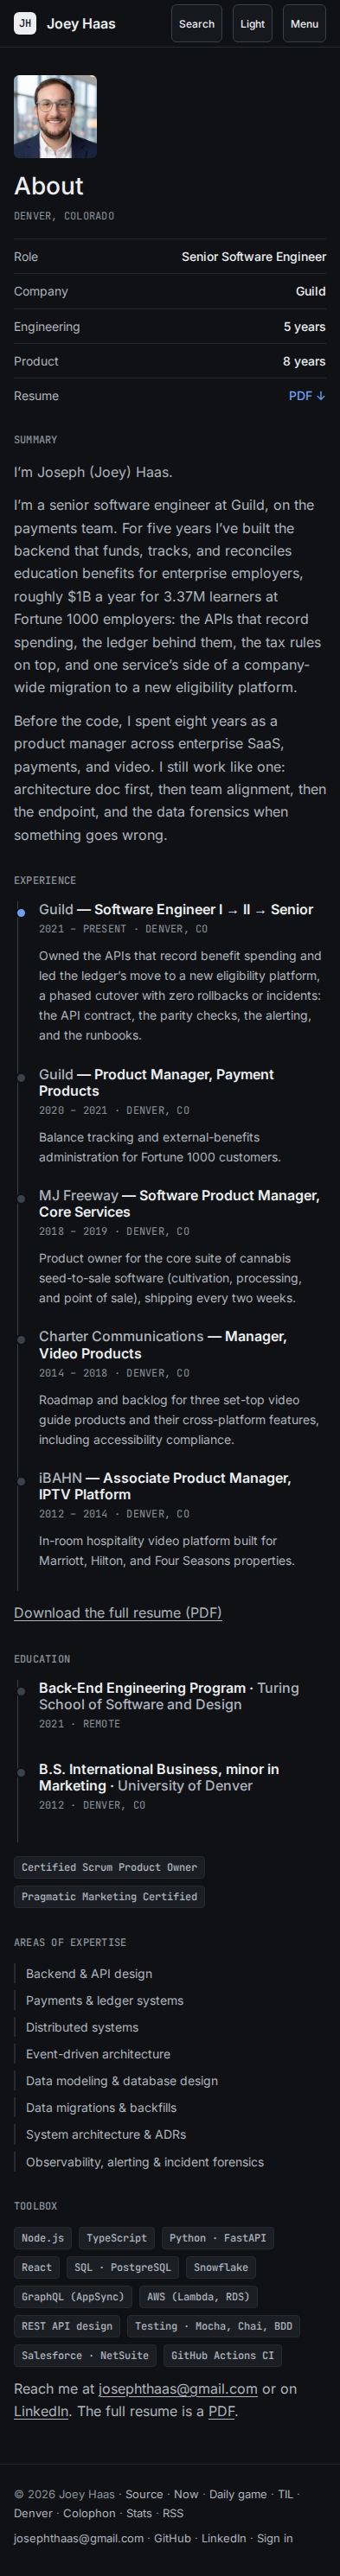 JH Joey Haas Search Light Menu
About
DENVER, COLORADO
Role Senior Software Engineer
Company Guild
Engineering 5 years
Product 8 years
Resume PDF ↓
SUMMARY
I’m Joseph (Joey) Haas.
I’m a senior software engineer at Guild, on the
payments team. For five years I’ve built the
backend that funds, tracks, and reconciles
education benefits for enterprise employers,
roughly $1B a year for 3.37M learners at
Fortune 1000 employers: the APIs that record
spending, the ledger behind them, the tax rules
on top, and one service’s side of a company-
wide migration to a new eligibility platform.
Before the code, I spent eight years as a
product manager across enterprise SaaS,
payments, and video. I still work like one:
architecture doc first, then team alignment, then
the endpoint, and the data forensics when
something goes wrong.
EXPERIENCE
Guild — Software Engineer I → II → Senior
2021 – PRESENT · DENVER, CO
Owned the APIs that record benefit spending and
led the ledger’s move to a new eligibility platform,
a phased cutover with zero rollbacks or incidents:
the API contract, the parity checks, the alerting,
and the runbooks.
Guild — Product Manager, Payment
Products
2020 – 2021 · DENVER, CO
Balance tracking and external-benefits
administration for Fortune 1000 customers.
MJ Freeway — Software Product Manager,
Core Services
2018 – 2019 · DENVER, CO
Product owner for the core suite of cannabis
seed-to-sale software (cultivation, processing,
and point of sale), shipping every two weeks.
Charter Communications — Manager,
Video Products
2014 – 2018 · DENVER, CO
Roadmap and backlog for three set-top video
guide products and their cross-platform features,
including accessibility compliance.
iBAHN — Associate Product Manager,
IPTV Platform
2012 – 2014 · DENVER, CO
In-room hospitality video platform built for
Marriott, Hilton, and Four Seasons properties.
Download the full resume (PDF)
EDUCATION
Back-End Engineering Program · Turing
School of Software and Design
2021 · REMOTE
B.S. International Business, minor in
Marketing · University of Denver
2012 · DENVER, CO
Certified Scrum Product Owner
Pragmatic Marketing Certified
AREAS OF EXPERTISE
Backend & API design
Payments & ledger systems
Distributed systems
Event-driven architecture
Data modeling & database design
Data migrations & backfills
System architecture & ADRs
Observability, alerting & incident forensics
TOOLBOX
Node.js TypeScript Python · FastAPI
React SQL · PostgreSQL Snowflake
GraphQL (AppSync) AWS (Lambda, RDS)
REST API design Testing · Mocha, Chai, BDD
Salesforce · NetSuite GitHub Actions CI
Reach me at josephthaas@gmail.com or on
LinkedIn. The full resume is a PDF.
© 2026 Joey Haas · Source · Now · Daily game · TIL ·
Denver · Colophon · Stats · RSS
josephthaas@gmail.com · GitHub · LinkedIn · Sign in